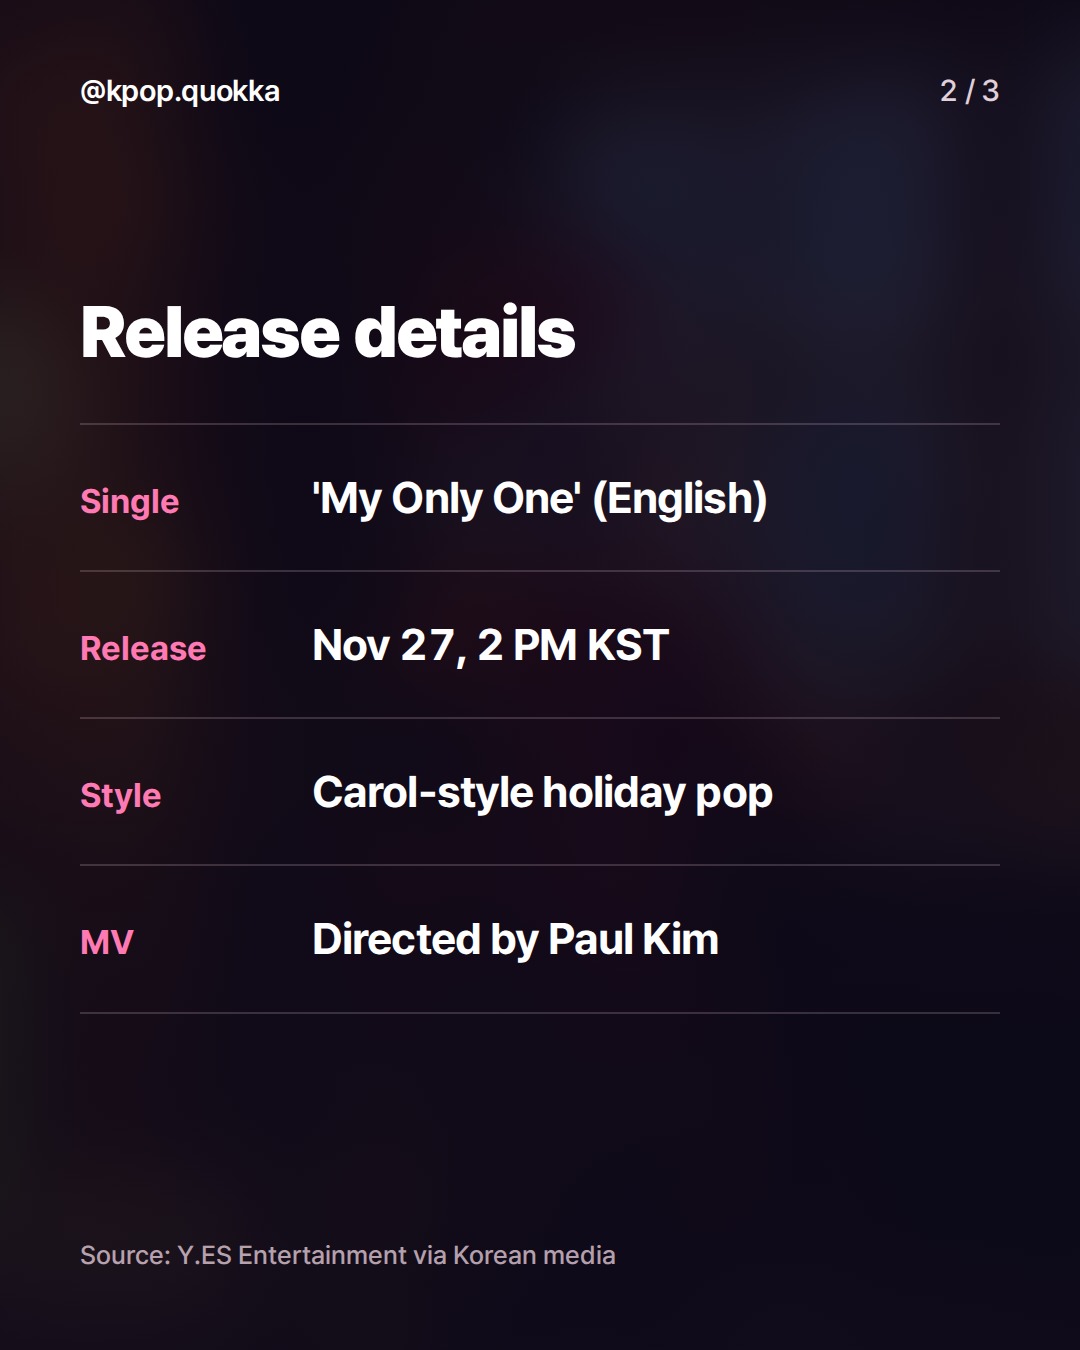 @kpop.quokka
2 / 3
Release details
Single
'My Only One' (English)
Release
Nov 27, 2 PM KST
Style
Carol-style holiday pop
MV
Directed by Paul Kim
Source: Y.ES Entertainment via Korean media